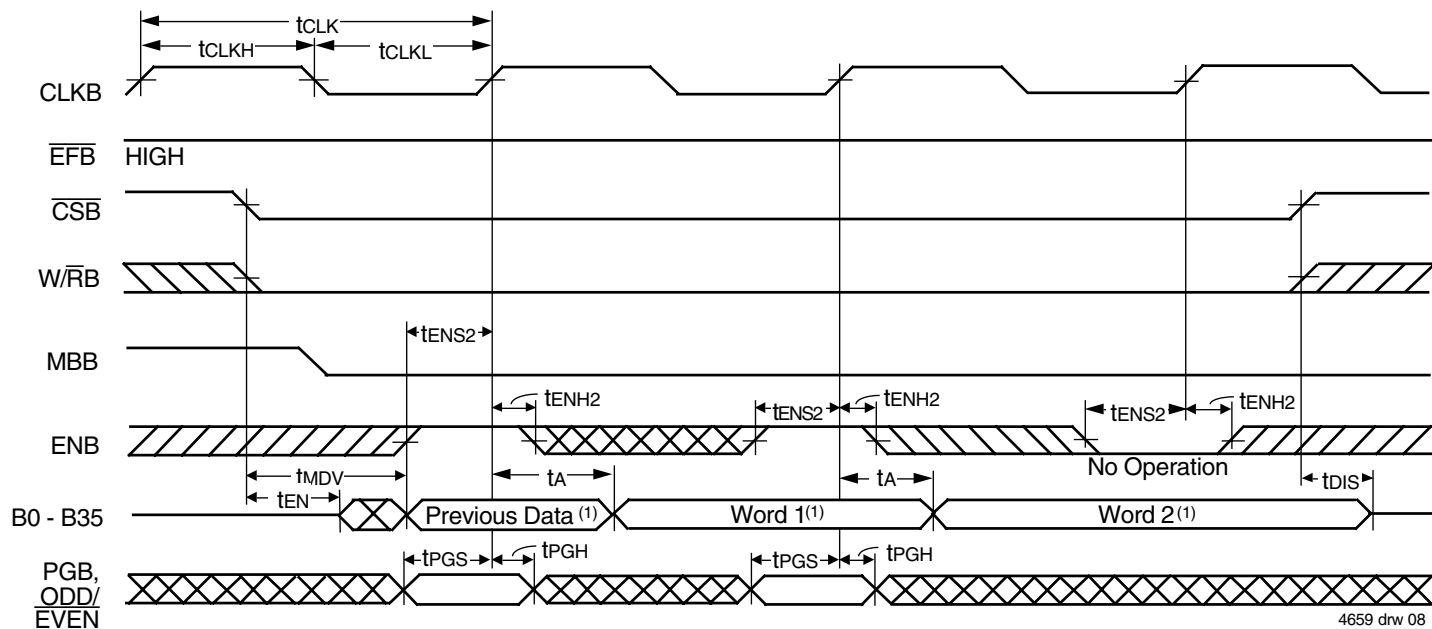 tCLK
tCLKH
tCLKL
CLKB
EFB HIGH
CSB
W/RB
tENS2
MBB
tENH2
tENS2
tENH2
tENS2
tENH2
ENB
No Operation
tMDV
tA
tA
tDIS
tEN
B0 - B35
Previous Data (1)
Word 1(1)
Word 2(1)
tPGS
tPGH
tPGS
tPGH
PGB,
ODD/
EVEN
4659 drw 08